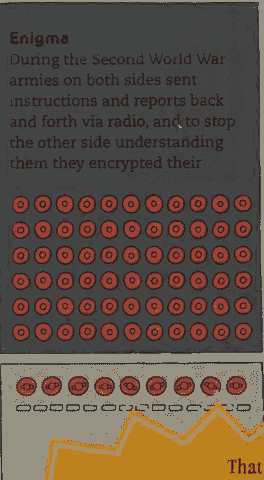 Enigma
During the Second World War
armies on both sides sent
instructions and reports back
and forth via radio, and to stop
the other side understanding
them they encrypted their
That